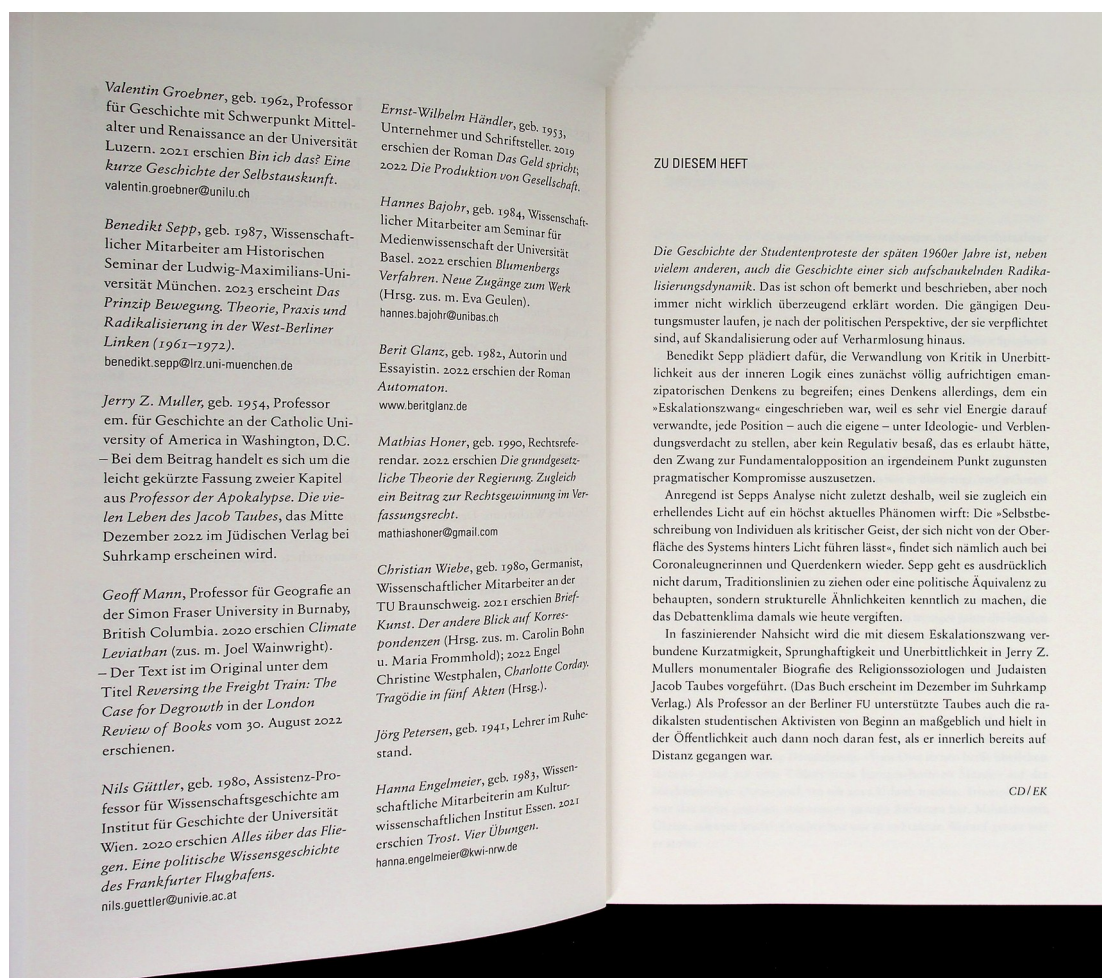 Valentin Groebner, geb. 1962, Professor
für Geschichte mit Schwerpunkt Mittel-
alter und Renaissance an der Universität
Luzern. 2021 erschien Bin ich das? Eine
kurze Geschichte der Selbstauskunft.
valentin.groebner@unilu.ch
Benedikt Sepp, geb. 1987, Wissenschaft-
licher Mitarbeiter am Historischen
Seminar der Ludwig-Maximilians-Uni-
versität München. 2023 erscheint Das
Prinzip Bewegung. Theorie, Praxis und
Radikalisierung in der West-Berliner
Linken (1961–1972).
benedikt.sepp@lrz.uni-muenchen.de
Jerry Z. Muller, geb. 1954, Professor
em. für Geschichte an der Catholic Uni-
versity of America in Washington, D.C.
– Bei dem Beitrag handelt es sich um die
leicht gekürzte Fassung zweier Kapitel
aus Professor der Apokalypse. Die vie-
len Leben des Jacob Taubes, das Mitte
Dezember 2022 im Jüdischen Verlag bei
Suhrkamp erscheinen wird.
Geoff Mann, Professor für Geografie an
der Simon Fraser University in Burnaby,
British Columbia. 2020 erschien Climate
Leviathan (zus. m. Joel Wainwright).
– Der Text ist im Original unter dem
Titel Reversing the Freight Train: The
Case for Degrowth in der London
Review of Books vom 30. August 2022
erschienen.
Nils Güttler, geb. 1980, Assistenz-Pro-
fessor für Wissenschaftsgeschichte am
Institut für Geschichte der Universität
Wien. 2020 erschien Alles über das Flie-
gen. Eine politische Wissensgeschichte
des Frankfurter Flughafens.
nils.guettler@univie.ac.at
Ernst-Wilhelm Händler, geb. 1953,
Unternehmer und Schriftsteller. 2019
erschien der Roman Das Geld spricht;
2022 Die Produktion von Gesellschaft.
Hannes Bajohr, geb. 1984, Wissenschaft-
licher Mitarbeiter am Seminar für
Medienwissenschaft der Universität
Basel. 2022 erschien Blumenbergs
Verfahren. Neue Zugänge zum Werk
(Hrsg. zus. m. Eva Geulen).
hannes.bajohr@unibas.ch
Berit Glanz, geb. 1982, Autorin und
Essayistin. 2022 erschien der Roman
Automaton.
www.beritglanz.de
Mathias Honer, geb. 1990, Rechtsrefe-
rendar. 2022 erschien Die grundgesetz-
liche Theorie der Regierung. Zugleich
ein Beitrag zur Rechtsgewinnung im Ver-
fassungsrecht.
mathiashoner@gmail.com
Christian Wiebe, geb. 1980, Germanist,
Wissenschaftlicher Mitarbeiter an der
TU Braunschweig. 2021 erschien Brief-
Kunst. Der andere Blick auf Korres-
pondenzen (Hrsg. zus. m. Carolin Bohn
u. Maria Frommhold); 2022 Engel
Christine Westphalen, Charlotte Corday.
Tragödie in fünf Akten (Hrsg.).
Jörg Petersen, geb. 1941, Lehrer im Ruhe-
stand.
Hanna Engelmeier, geb. 1983, Wissen-
schaftliche Mitarbeiterin am Kultur-
wissenschaftlichen Institut Essen. 2021
erschien Trost. Vier Übungen.
hanna.engelmeier@kwi-nrw.de
ZU DIESEM HEFT
Die Geschichte der Studentenproteste der späten 1960er Jahre ist, neben
vielem anderen, auch die Geschichte einer sich aufschaukelnden Radika-
lisierungsdynamik. Das ist schon oft bemerkt und beschrieben, aber noch
immer nicht wirklich überzeugend erklärt worden. Die gängigen Deu-
tungsmuster laufen, je nach der politischen Perspektive, der sie verpflichtet
sind, auf Skandalisierung oder auf Verharmlosung hinaus.
Benedikt Sepp plädiert dafür, die Verwandlung von Kritik in Unerbitt-
lichkeit aus der inneren Logik eines zunächst völlig aufrichtigen eman-
zipatorischen Denkens zu begreifen; eines Denkens allerdings, dem ein
»Eskalationszwang« eingeschrieben war, weil es sehr viel Energie darauf
verwandte, jede Position – auch die eigene – unter Ideologie- und Verblen-
dungsverdacht zu stellen, aber kein Regulativ besaß, das es erlaubt hätte,
den Zwang zur Fundamentalopposition an irgendeinem Punkt zugunsten
pragmatischer Kompromisse auszusetzen.
Anregend ist Sepps Analyse nicht zuletzt deshalb, weil sie zugleich ein
erhellendes Licht auf ein höchst aktuelles Phänomen wirft: Die »Selbstbe-
schreibung von Individuen als kritischer Geist, der sich nicht von der Ober-
fläche des Systems hinters Licht führen lässt«, findet sich nämlich auch bei
Coronaleugnerinnen und Querdenkern wieder. Sepp geht es ausdrücklich
nicht darum, Traditionslinien zu ziehen oder eine politische Äquivalenz zu
behaupten, sondern strukturelle Ähnlichkeiten kenntlich zu machen, die
das Debattenklima damals wie heute vergiften.
In faszinierender Nahsicht wird die mit diesem Eskalationszwang ver-
bundene Kurzatmigkeit, Sprunghaftigkeit und Unerbittlichkeit in Jerry Z.
Mullers monumentaler Biografie des Religionssoziologen und Judaisten
Jacob Taubes vorgeführt. (Das Buch erscheint im Dezember im Suhrkamp
Verlag.) Als Professor an der Berliner FU unterstützte Taubes auch die ra-
dikalsten studentischen Aktivisten von Beginn an maßgeblich und hielt in
der Öffentlichkeit auch dann noch daran fest, als er innerlich bereits auf
Distanz gegangen war.
CD/EK